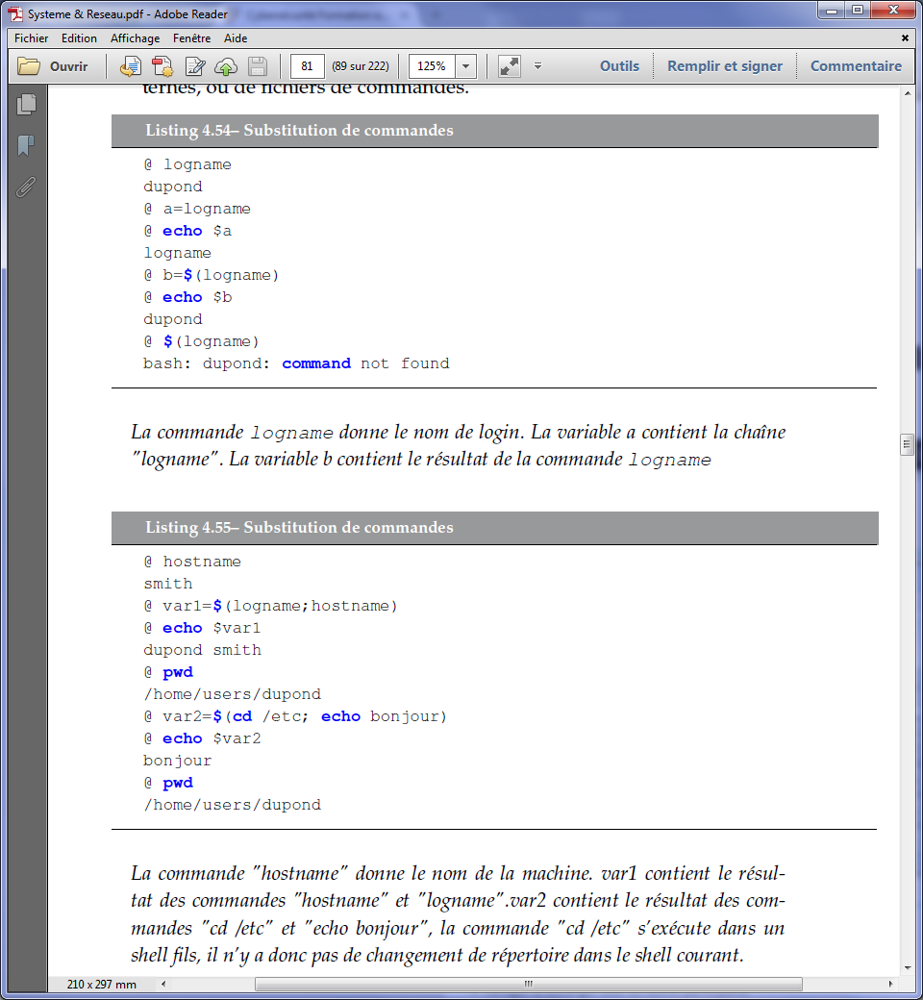 Systeme & Reseau.pdf - Adobe Reader
Fichier Edition Affichage Fenêtre Aide
Ouvrir 81 (89 sur 222) 125% Outils Remplir et signer Commentaire
ternes, ou de fichiers de commandes.
Listing 4.54– Substitution de commandes
@ logname
dupond
@ a=logname
@ echo $a
logname
@ b=$(logname)
@ echo $b
dupond
@ $(logname)
bash: dupond: command not found
La commande logname donne le nom de login. La variable a contient la chaîne
"logname". La variable b contient le résultat de la commande logname
Listing 4.55– Substitution de commandes
@ hostname
smith
@ var1=$(logname;hostname)
@ echo $var1
dupond smith
@ pwd
/home/users/dupond
@ var2=$(cd /etc; echo bonjour)
@ echo $var2
bonjour
@ pwd
/home/users/dupond
La commande "hostname" donne le nom de la machine. var1 contient le résul-
tat des commandes "hostname" et "logname".var2 contient le résultat des com-
mandes "cd /etc" et "echo bonjour", la commande "cd /etc" s'exécute dans un
shell fils, il n'y a donc pas de changement de répertoire dans le shell courant.
210 x 297 mm